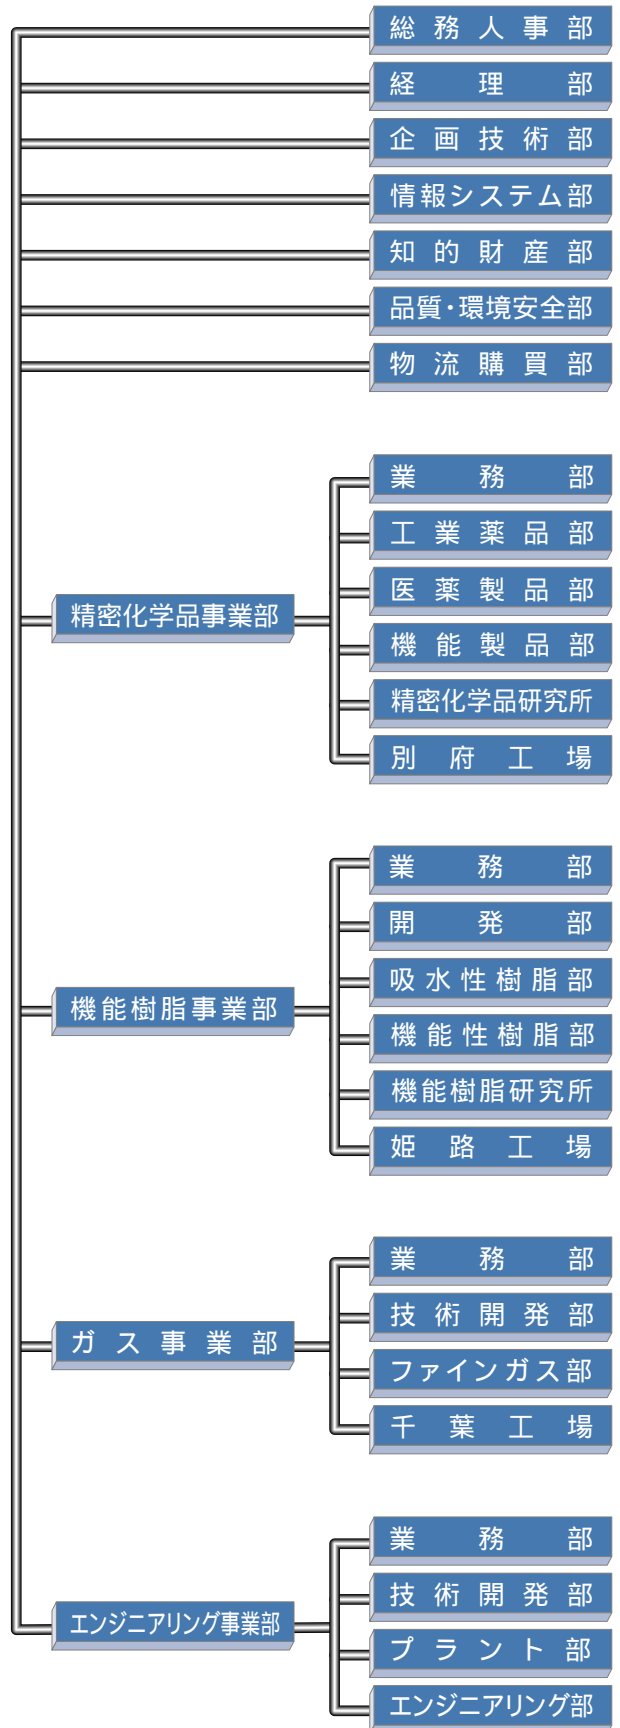 総務人事部
経理部
企画技術部
情報システム部
知的財産部
品質・環境安全部
物流購買部
精密化学品事業部
業務部
工業薬品部
医薬製品部
機能製品部
精密化学品研究所
別府工場
機能樹脂事業部
業務部
開発部
吸水性樹脂部
機能性樹脂部
機能樹脂研究所
姫路工場
ガス事業部
業務部
技術開発部
ファインガス部
千葉工場
エンジニアリング事業部
業務部
技術開発部
プラント部
エンジニアリング部